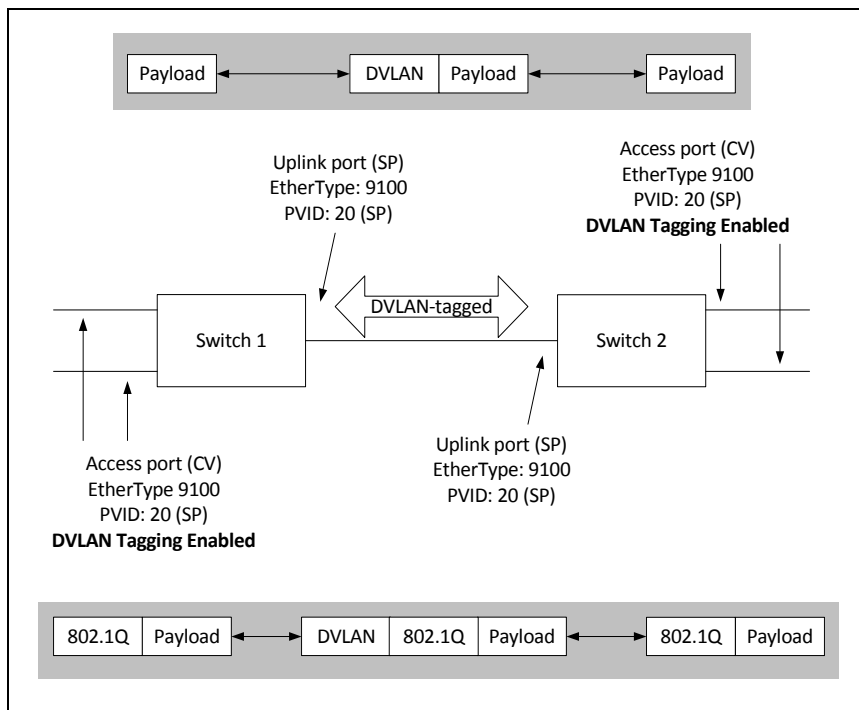 Payload DVLAN Payload Payload
Uplink port (SP)
EtherType: 9100
PVID: 20 (SP)
Access port (CV)
EtherType 9100
PVID: 20 (SP)
DVLAN Tagging Enabled
Switch 1
DVLAN-tagged
Switch 2
Access port (CV)
EtherType 9100
PVID: 20 (SP)
DVLAN Tagging Enabled
Uplink port (SP)
EtherType: 9100
PVID: 20 (SP)
802.1Q Payload DVLAN 802.1Q Payload 802.1Q Payload